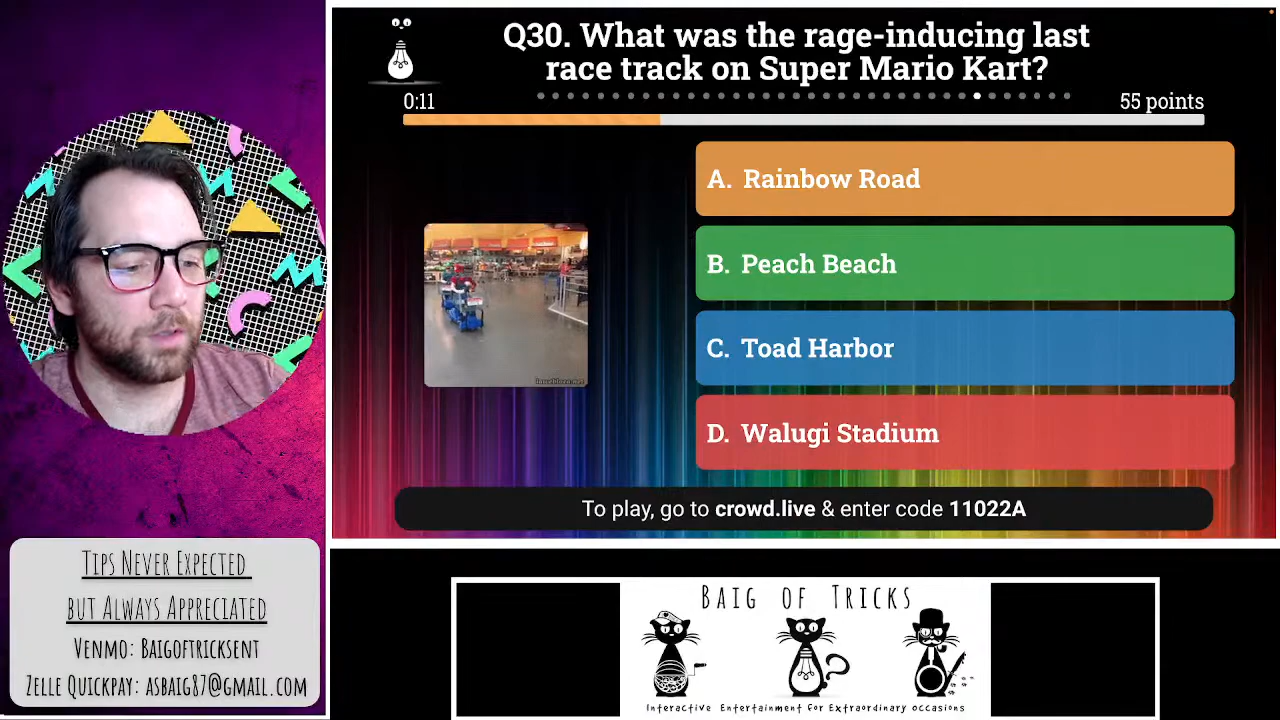 Q30. What was the rage-inducing last
race track on Super Mario Kart?
0:11
55 points
A. Rainbow Road
B. Peach Beach
C. Toad Harbor
D. Walugi Stadium
To play, go to crowd.live & enter code 11022A
Tips Never Expected
but Always Appreciated
Venmo: Baigoftricksent
Zelle Quickpay: asbaig87@gmail.com
Baig of Tricks
Interactive Entertainment for Extraordinary Occasions